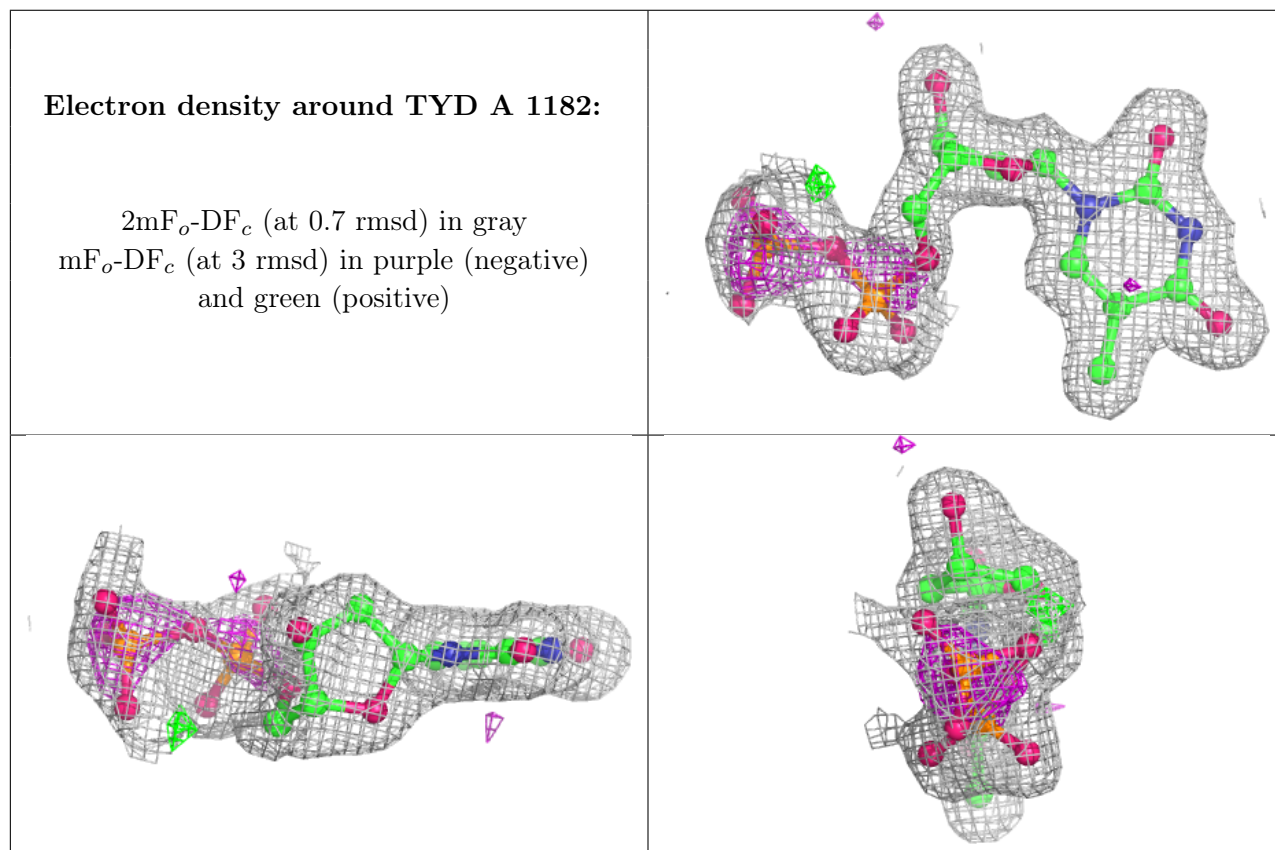 Electron density around TYD A 1182:
2mFo-DFc (at 0.7 rmsd) in gray
mFo-DFc (at 3 rmsd) in purple (negative)
and green (positive)